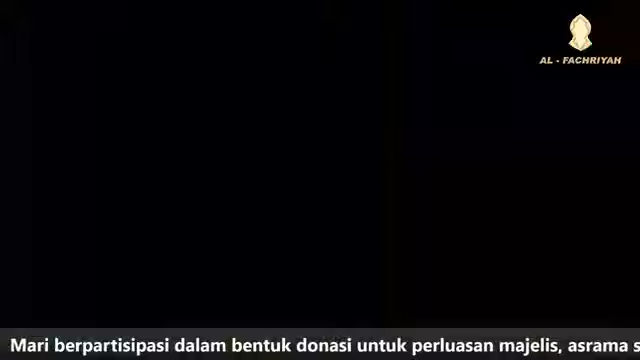 AL - FACHRIYAH
Mari berpartisipasi dalam bentuk donasi untuk perluasan majelis, asrama s